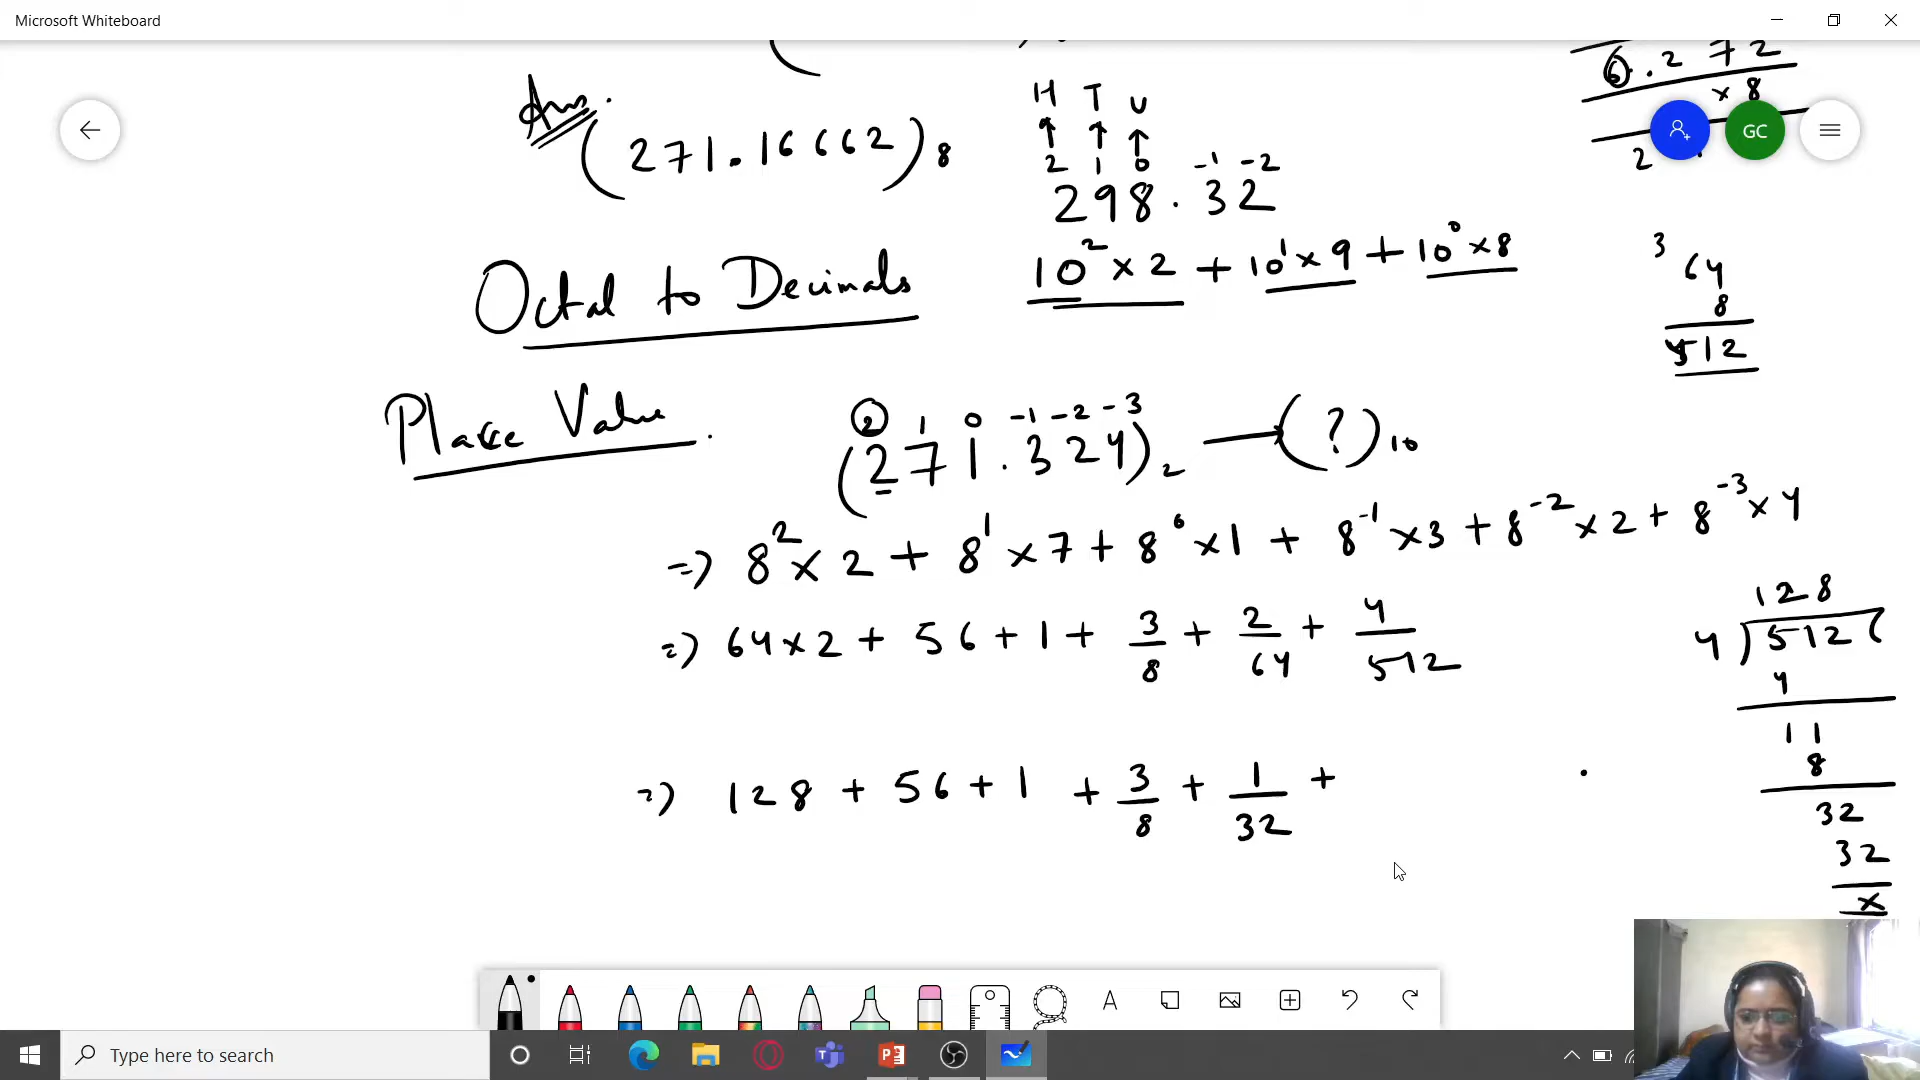 Microsoft Whiteboard
6.272
× 8
2
GC
Ans.
(271.16662)₈
H T U
↑ ↑ ↑
2 1 0 -1 -2
298.32
Octal to Decimals
10² × 2 + 10¹ × 9 + 10⁰ × 8
3
64
8
512
Place Value.
2 1 0 -1 -2 -3
(271.324)₂ → (?)₁₀
=) 8² × 2 + 8¹ × 7 + 8⁰ × 1 + 8⁻¹ × 3 + 8⁻² × 2 + 8⁻³ × 4
=) 64 × 2 + 56 + 1 + 3/8 + 2/64 + 4/512
=) 128 + 56 + 1 + 3/8 + 1/32 +
128
4 ) 512 (
4
11
8
32
32
x
A
Type here to search